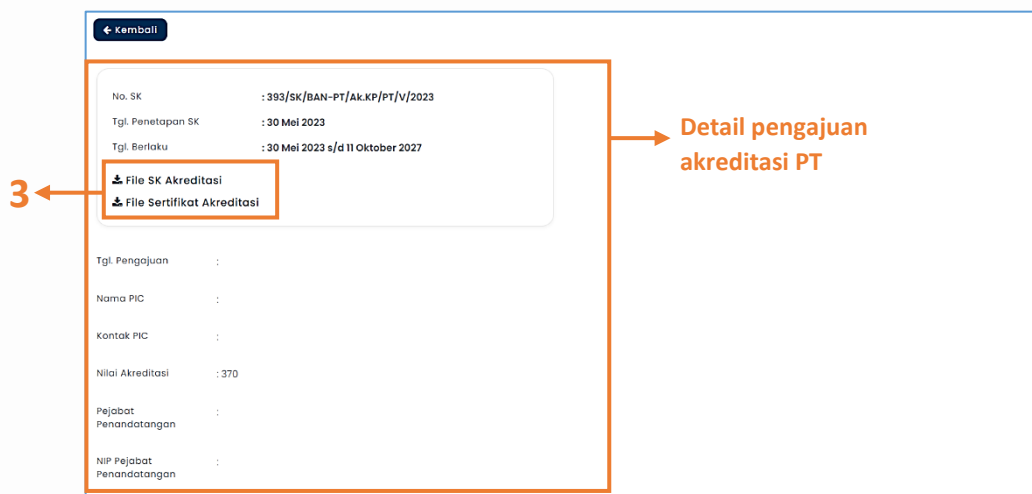 Kembali
No. SK : 393/SK/BAN-PT/Ak.KP/PT/V/2023
Tgl. Penetapan SK : 30 Mei 2023
Tgl. Berlaku : 30 Mei 2023 s/d 11 Oktober 2027
File SK Akreditasi
File Sertifikat Akreditasi
3
Detail pengajuan
akreditasi PT
Tgl. Pengajuan :
Nama PIC :
Kontak PIC :
Nilai Akreditasi : 370
Pejabat :
Penandatangan
NIP Pejabat :
Penandatangan